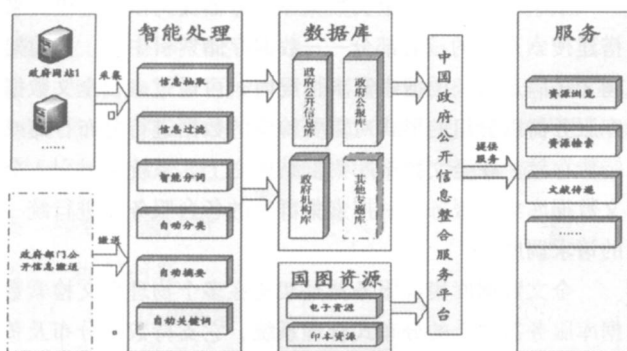 政府网站1
采集
政府部门公
开信息缴送
缴送
智能处理
信息抽取
信息过滤
智能分词
自动分类
自动摘要
自动关键词
数据库
政府公开信息库
政府公报库
政府机构库
其他专题库
国图资源
电子资源
印本资源
中国政府公开信息整合服务平台
提供
服务
服务
资源浏览
资源检索
文献传递
……